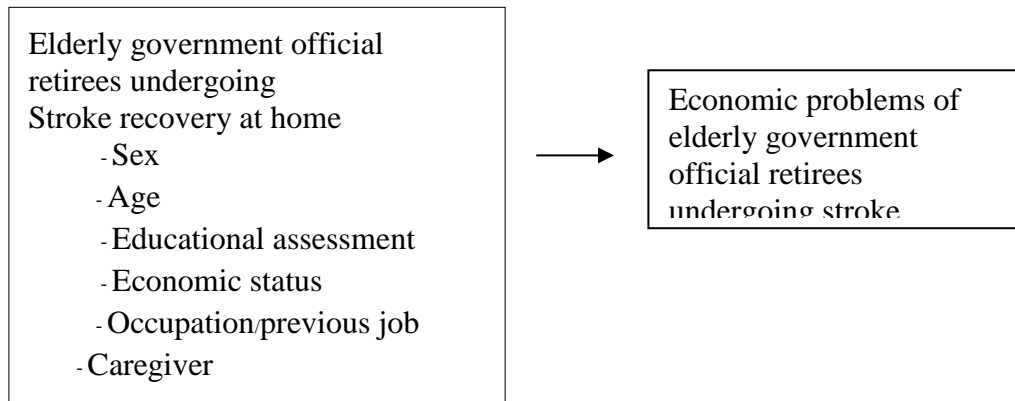 Elderly government official
retirees undergoing
Stroke recovery at home
- Sex
- Age
- Educational assessment
- Economic status
- Occupation/previous job
- Caregiver
Economic problems of
elderly government
official retirees
undergoing stroke